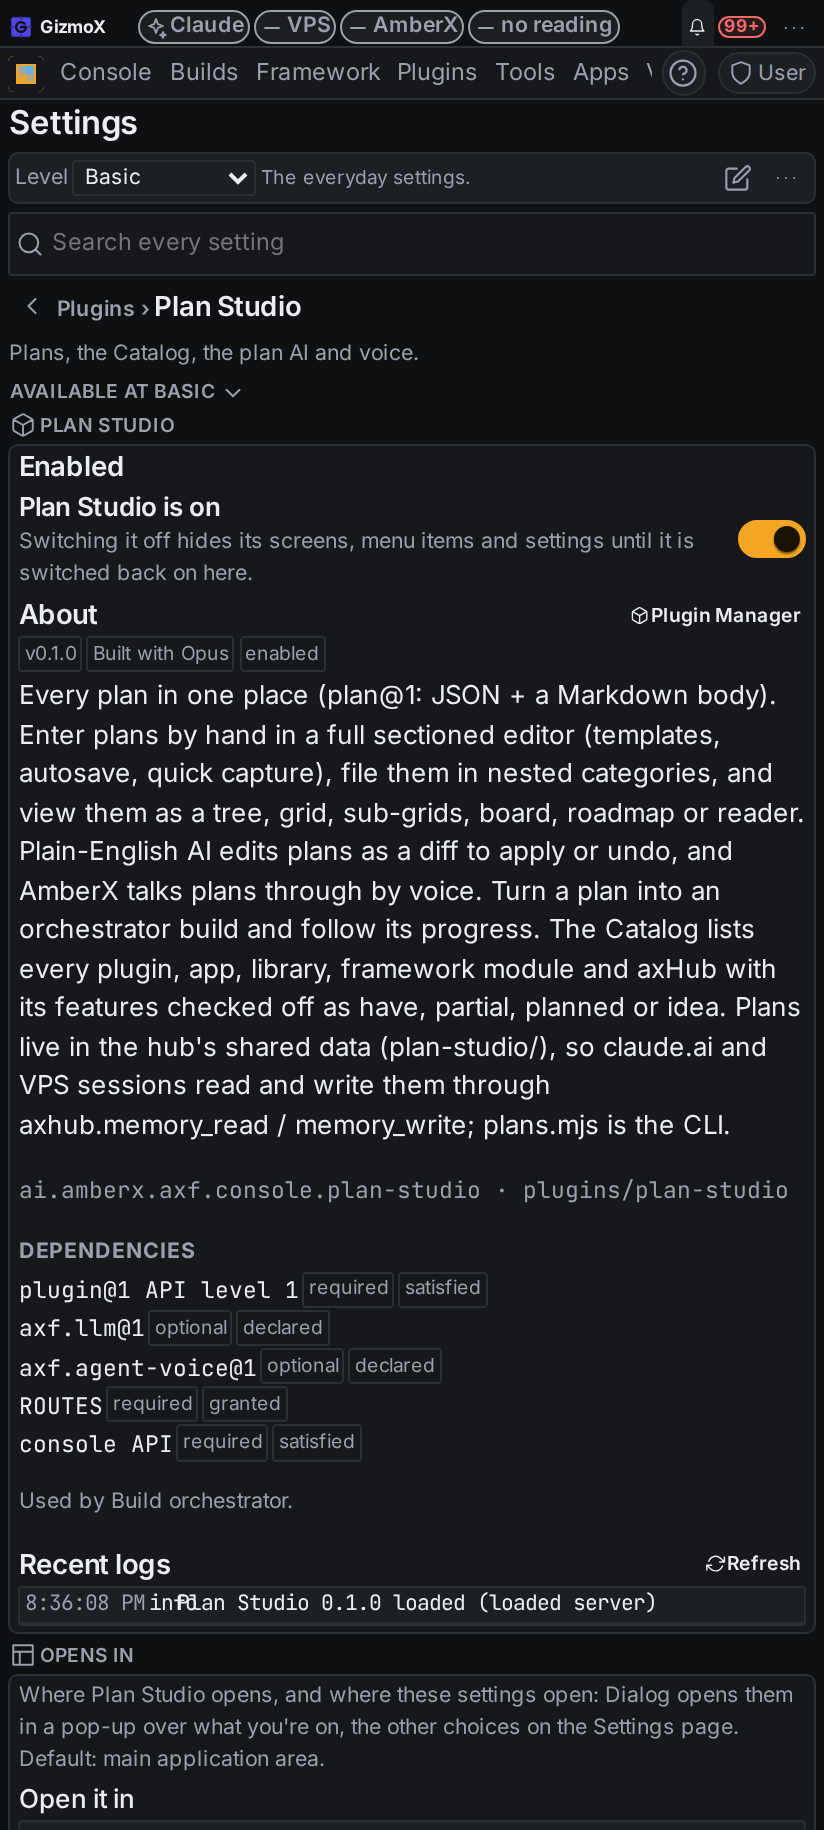 GizmoX Claude — VPS — AmberX — no reading 99+ ...
Console Builds Framework Plugins Tools Apps User
Settings
Level Basic The everyday settings. ...
Search every setting
Plugins › Plan Studio
Plans, the Catalog, the plan AI and voice.
AVAILABLE AT BASIC
PLAN STUDIO
Enabled
Plan Studio is on
Switching it off hides its screens, menu items and settings until it is
switched back on here.
About Plugin Manager
v0.1.0 Built with Opus enabled
Every plan in one place (plan@1: JSON + a Markdown body).
Enter plans by hand in a full sectioned editor (templates,
autosave, quick capture), file them in nested categories, and
view them as a tree, grid, sub-grids, board, roadmap or reader.
Plain-English AI edits plans as a diff to apply or undo, and
AmberX talks plans through by voice. Turn a plan into an
orchestrator build and follow its progress. The Catalog lists
every plugin, app, library, framework module and axHub with
its features checked off as have, partial, planned or idea. Plans
live in the hub's shared data (plan-studio/), so claude.ai and
VPS sessions read and write them through
axhub.memory_read / memory_write; plans.mjs is the CLI.
ai.amberx.axf.console.plan-studio · plugins/plan-studio
DEPENDENCIES
plugin@1 API level 1 required satisfied
axf.llm@1 optional declared
axf.agent-voice@1 optional declared
ROUTES required granted
console API required satisfied
Used by Build orchestrator.
Recent logs Refresh
8:36:08 PM info Plan Studio 0.1.0 loaded (loaded server)
OPENS IN
Where Plan Studio opens, and where these settings open: Dialog opens them
in a pop-up over what you're on, the other choices on the Settings page.
Default: main application area.
Open it in